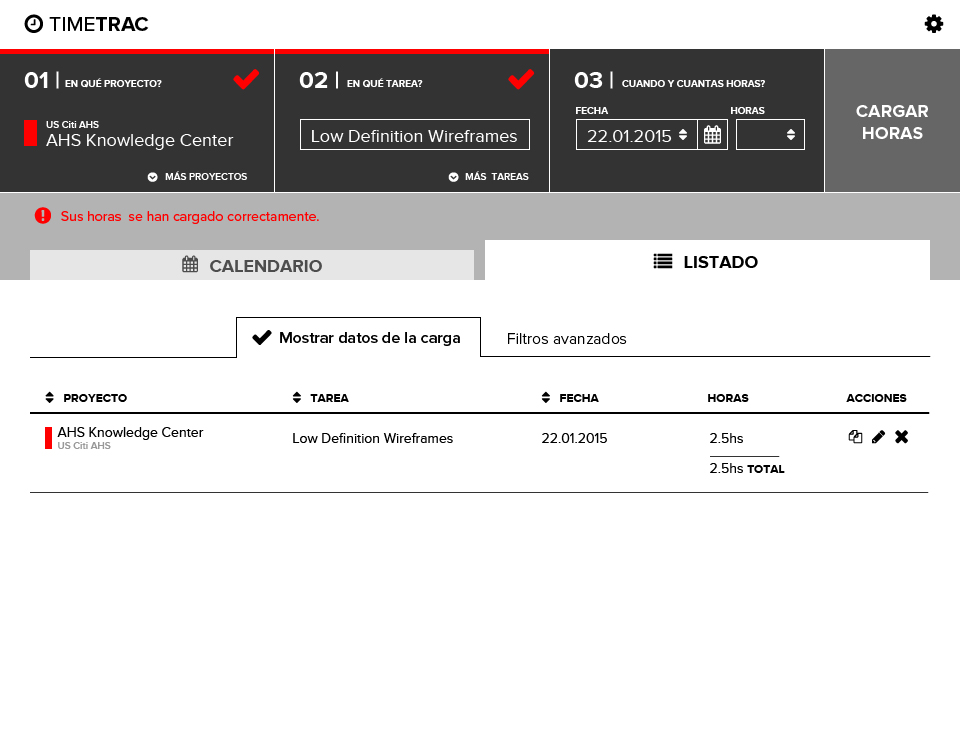 TIMETRAC
01 | EN QUÉ PROYECTO?
US Citi AHS
AHS Knowledge Center
MÁS PROYECTOS
02 | EN QUÉ TAREA?
Low Definition Wireframes
MÁS TAREAS
03 | CUANDO Y CUANTAS HORAS?
FECHA HORAS
22.01.2015
CARGAR
HORAS
Sus horas se han cargado correctamente.
CALENDARIO
LISTADO
Mostrar datos de la carga
Filtros avanzados
PROYECTO TAREA FECHA HORAS ACCIONES
AHS Knowledge Center
US Citi AHS
Low Definition Wireframes
22.01.2015
2.5hs
2.5hs TOTAL